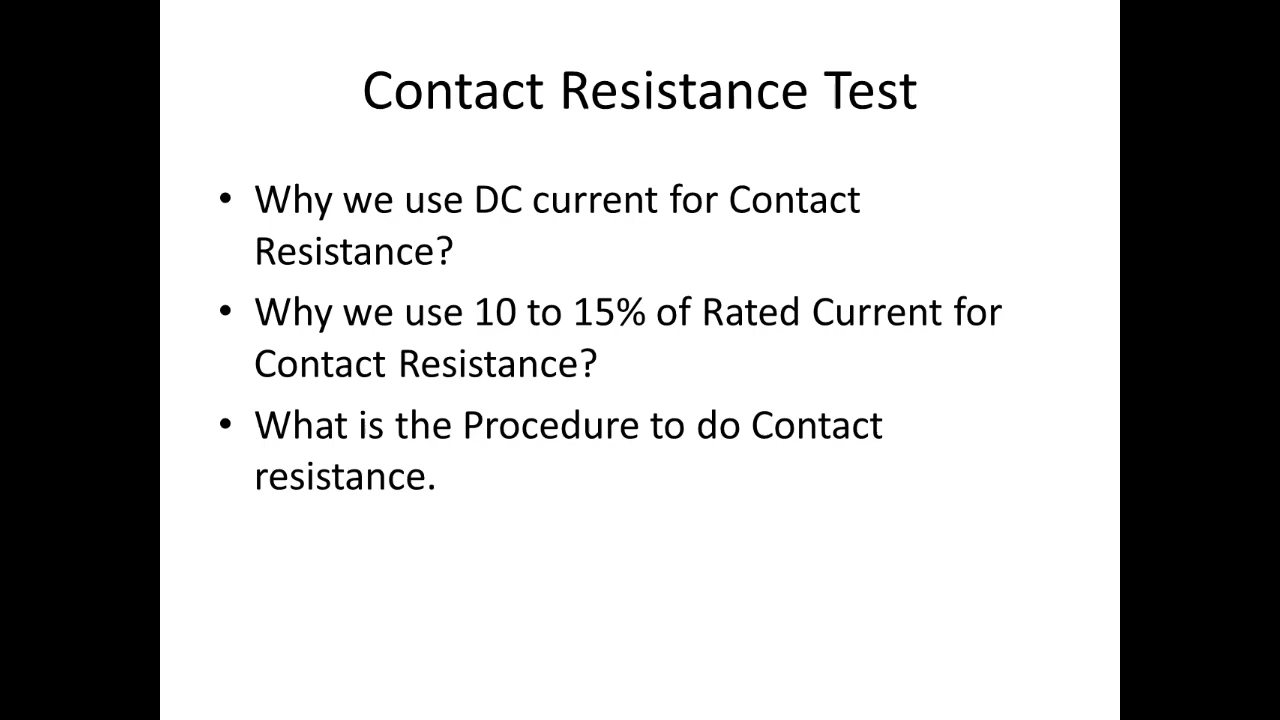 Contact Resistance Test
• Why we use DC current for Contact
Resistance?
• Why we use 10 to 15% of Rated Current for
Contact Resistance?
• What is the Procedure to do Contact
resistance.